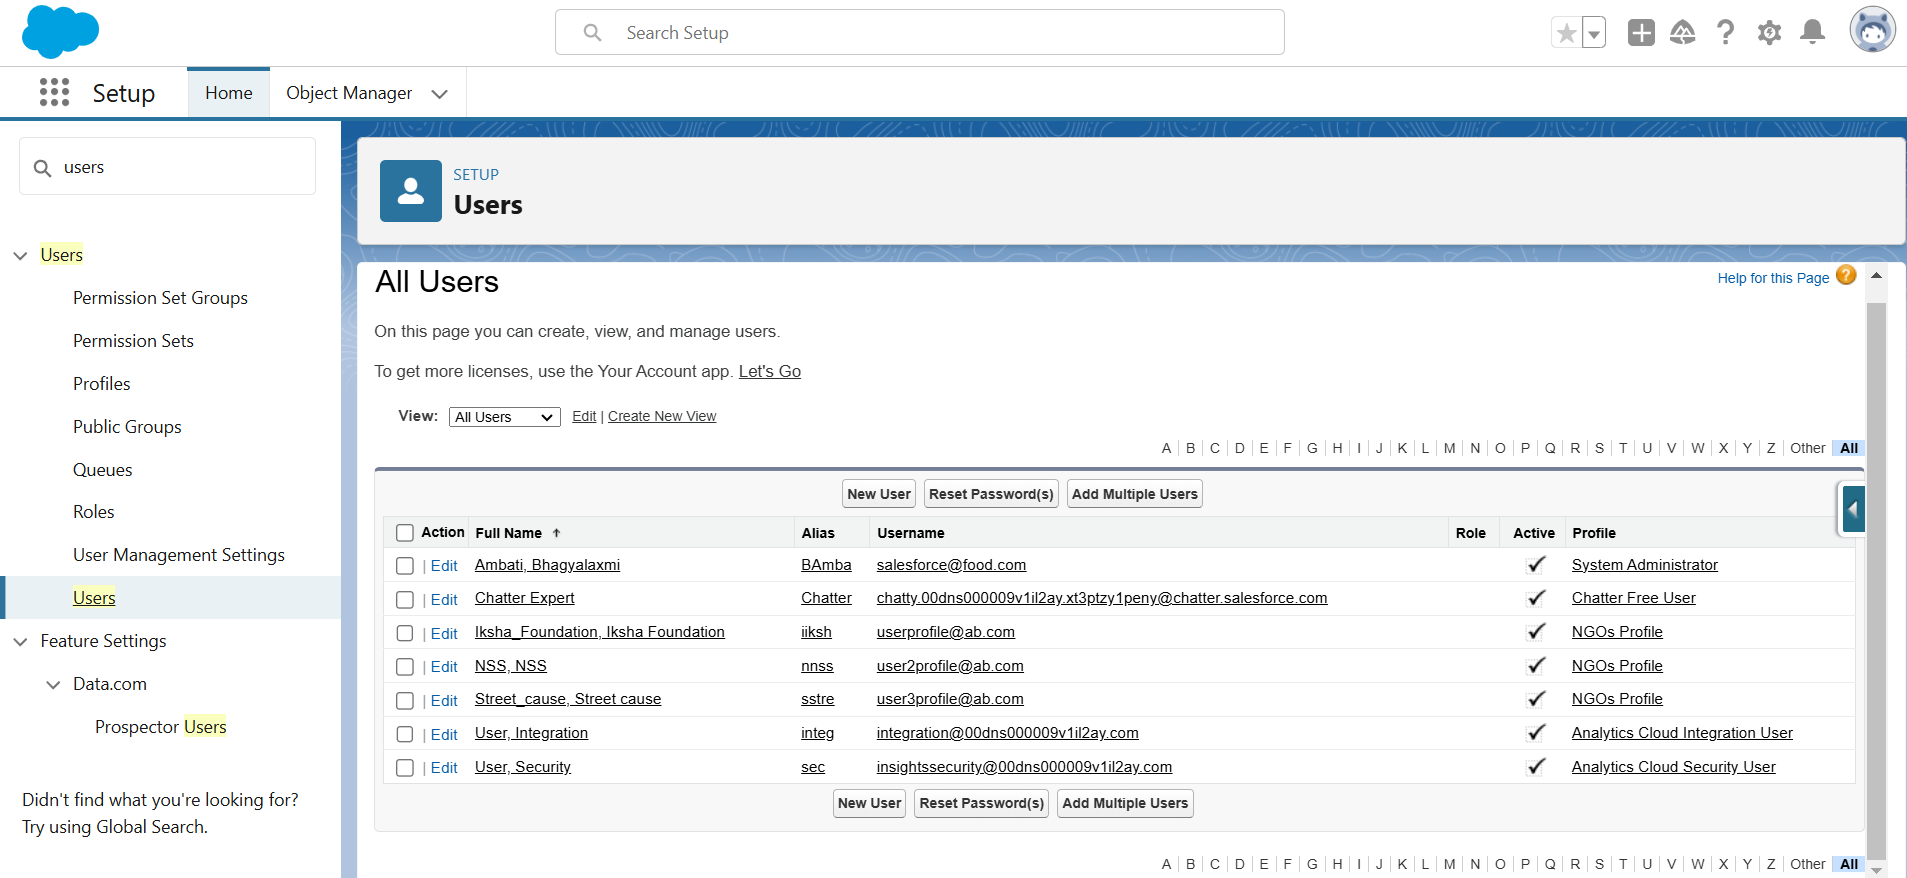 Search Setup
Setup
Home
Object Manager
users
Users
Permission Set Groups
Permission Sets
Profiles
Public Groups
Queues
Roles
User Management Settings
Users
Feature Settings
Data.com
Prospector Users
Didn't find what you're looking for?
Try using Global Search.
SETUP
Users
All Users
Help for this Page ?
On this page you can create, view, and manage users.
To get more licenses, use the Your Account app. Let's Go
View: All Users Edit | Create New View
A B C D E F G H I J K L M N O P Q R S T U V W X Y Z Other All
New User Reset Password(s) Add Multiple Users
Action Full Name Alias Username Role Active Profile
| Edit Ambati, Bhagyalaxmi BAmba salesforce@food.com System Administrator
| Edit Chatter Expert Chatter chatty.00dns000009v1il2ay.xt3ptzy1peny@chatter.salesforce.com Chatter Free User
| Edit Iksha_Foundation, Iksha Foundation iiksh userprofile@ab.com NGOs Profile
| Edit NSS, NSS nnss user2profile@ab.com NGOs Profile
| Edit Street_cause, Street cause sstre user3profile@ab.com NGOs Profile
| Edit User, Integration integ integration@00dns000009v1il2ay.com Analytics Cloud Integration User
| Edit User, Security sec insightssecurity@00dns000009v1il2ay.com Analytics Cloud Security User
New User Reset Password(s) Add Multiple Users
A B C D E F G H I J K L M N O P Q R S T U V W X Y Z Other All